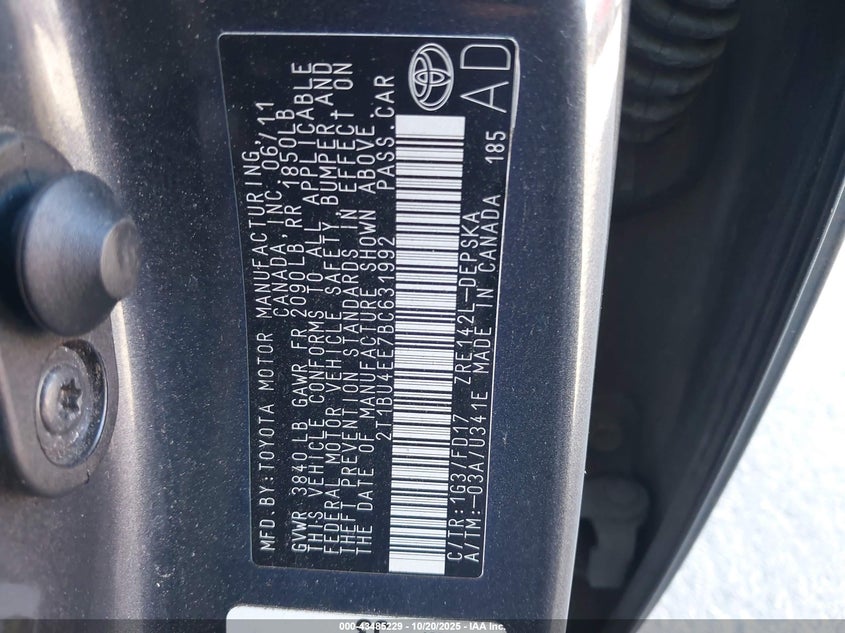 MFD.BY:TOYOTA MOTOR MANUFACTURING,
CANADA, INC. 06/11
GVWR 3840 LB GAWR FR 2090 LB, RR 1850LB
THIS VEHICLE CONFORMS TO ALL APPLICABLE
FEDERAL MOTOR VEHICLE SAFETY, BUMPER, AND
THEFT PREVENTION STANDARDS IN EFFECT ON
THE DATE OF MANUFACTURE SHOWN ABOVE.
2T1BU4EE7BC631992 PASS.CAR
C/TR:1G3/FD17 ZRE142L-DEPSKA
A/TM:-03A/U341E MADE IN CANADA 185
AD
000-43485229 - 10/20/2025 - IAA Inc.